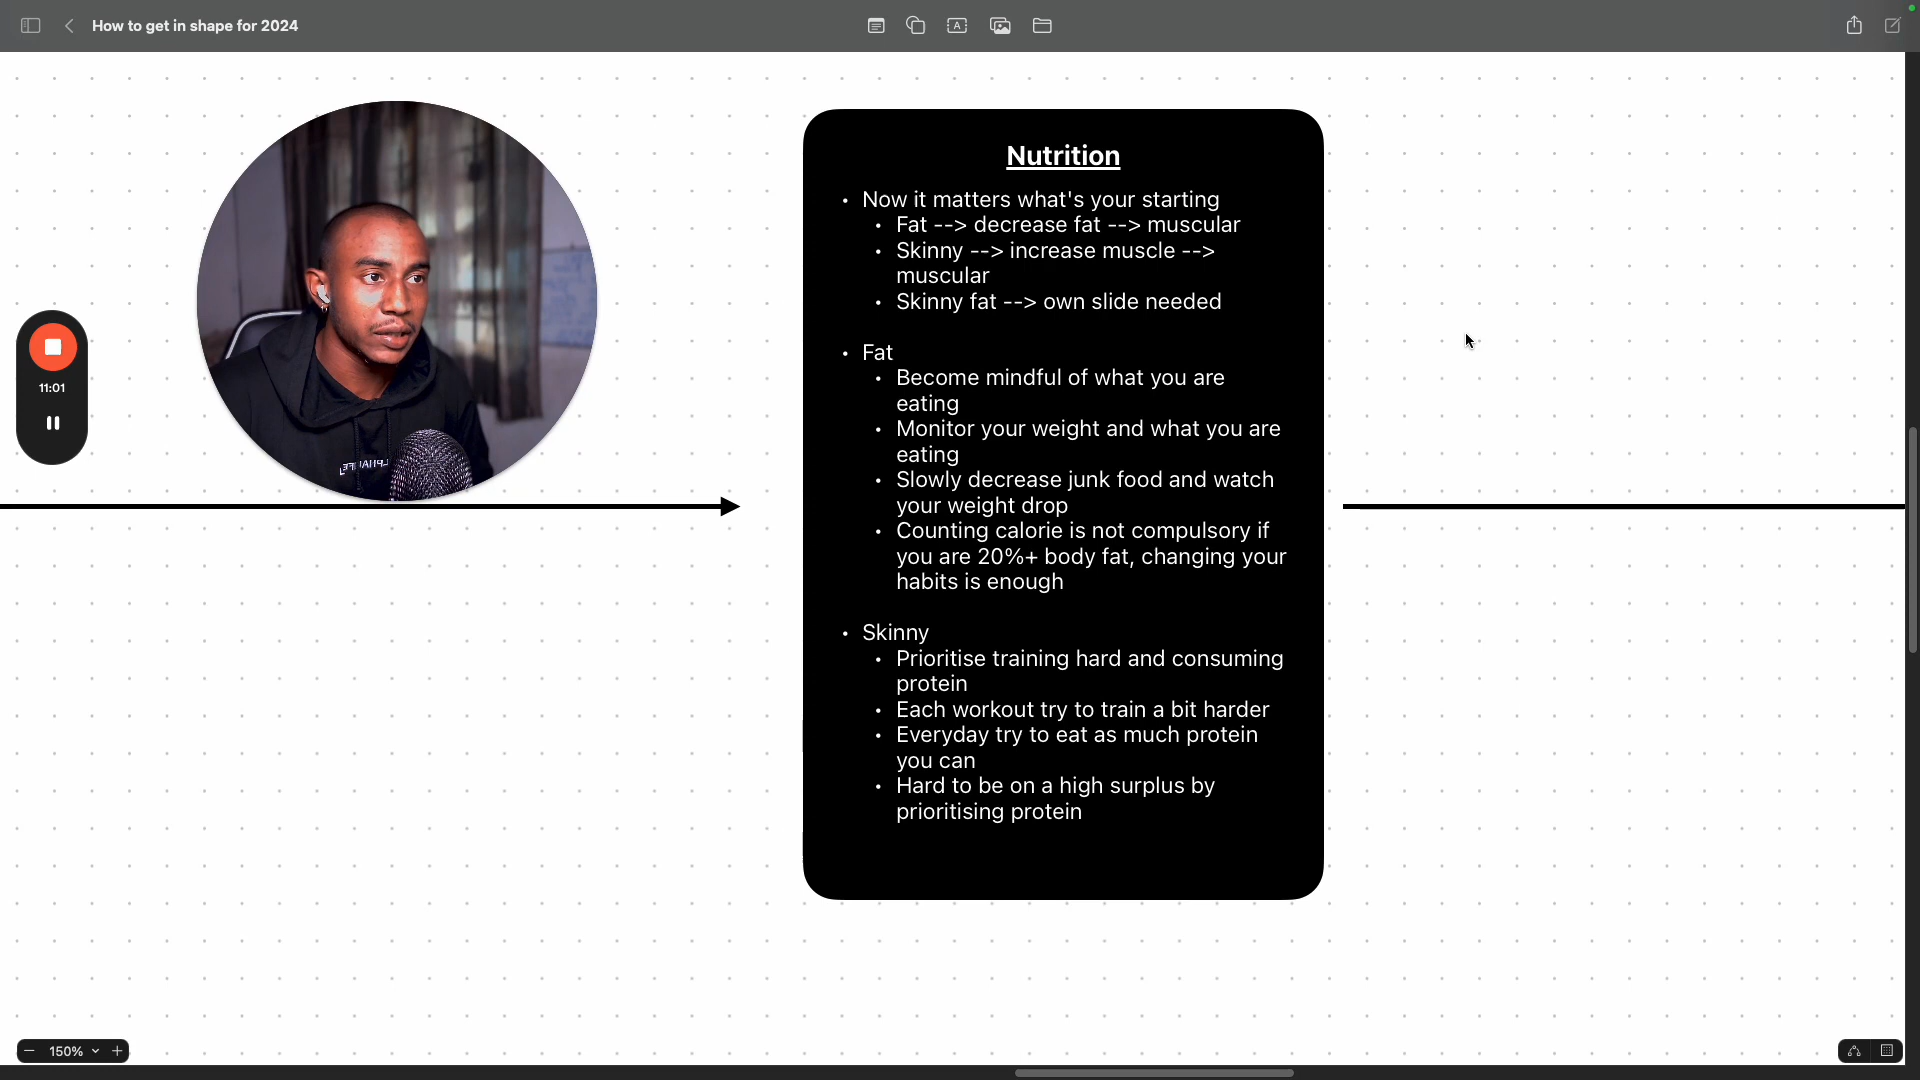 How to get in shape for 2024
A
Nutrition
• Now it matters what's your starting
• Fat --> decrease fat --> muscular
• Skinny --> increase muscle -->
muscular
• Skinny fat --> own slide needed
• Fat
• Become mindful of what you are
eating
• Monitor your weight and what you are
eating
• Slowly decrease junk food and watch
your weight drop
• Counting calorie is not compulsory if
you are 20%+ body fat, changing your
habits is enough
• Skinny
• Prioritise training hard and consuming
protein
• Each workout try to train a bit harder
• Everyday try to eat as much protein
you can
• Hard to be on a high surplus by
prioritising protein
11:01
150%